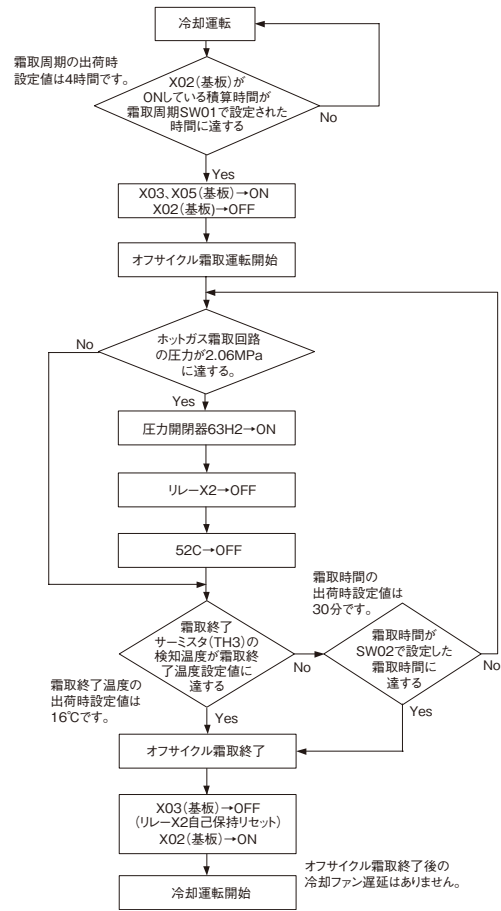 冷却運転
霜取周期の出荷時
設定値は4時間です。
X02(基板)が
ONしている積算時間が
霜取周期SW01で設定された
時間に達する
No
Yes
X03、X05(基板)→ON
X02(基板)→OFF
オフサイクル霜取運転開始
ホットガス霜取回路
の圧力が2.06MPa
に達する。
No
Yes
圧力開閉器63H2→ON
リレーX2→OFF
52C→OFF
霜取時間の
出荷時設定値は
30分です。
霜取終了
サーミスタ(TH3)の
検知温度が霜取終
了温度設定値に
達する
No
霜取時間が
SW02で設定した
霜取時間に
達する
No
霜取終了温度の
出荷時設定値は
16℃です。
Yes
Yes
オフサイクル霜取終了
X03(基板)→OFF
(リレーX2自己保持リセット)
X02(基板)→ON
オフサイクル霜取終了後の
冷却ファン遅延はありません。
冷却運転開始